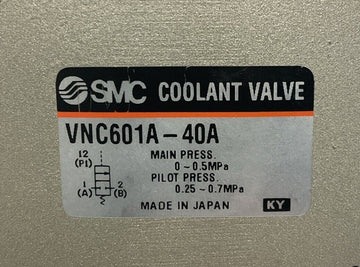 SMC COOLANT VALVE
VNC601A-40A
12
(P1)
MAIN PRESS.
0~0.5MPa
PILOT PRESS.
1 2
(A) (B)
0.25~0.7MPa
MADE IN JAPAN KY